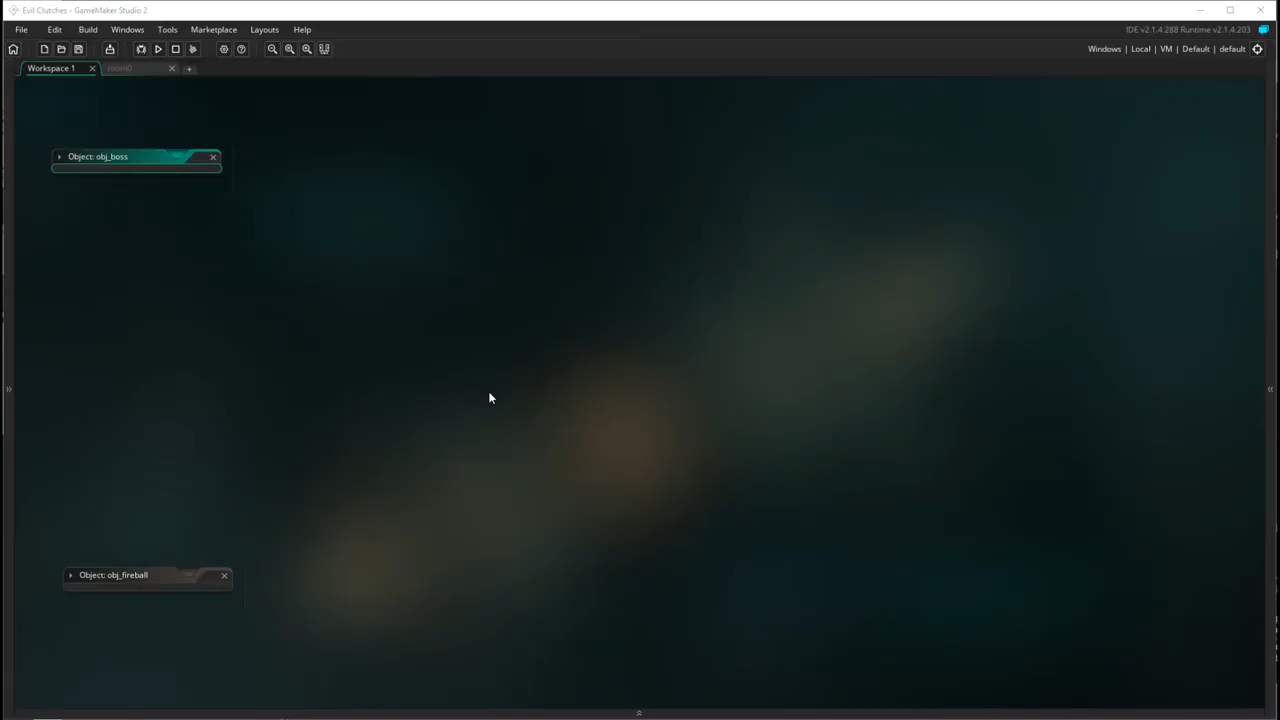 Evil Clutches - GameMaker Studio 2
File Edit Build Windows Tools Marketplace Layouts Help
IDE v2.1.4.288 Runtime v2.1.4.203
Windows | Local | VM | Default | default
Workspace 1
room0
Object: obj_boss
Object: obj_fireball